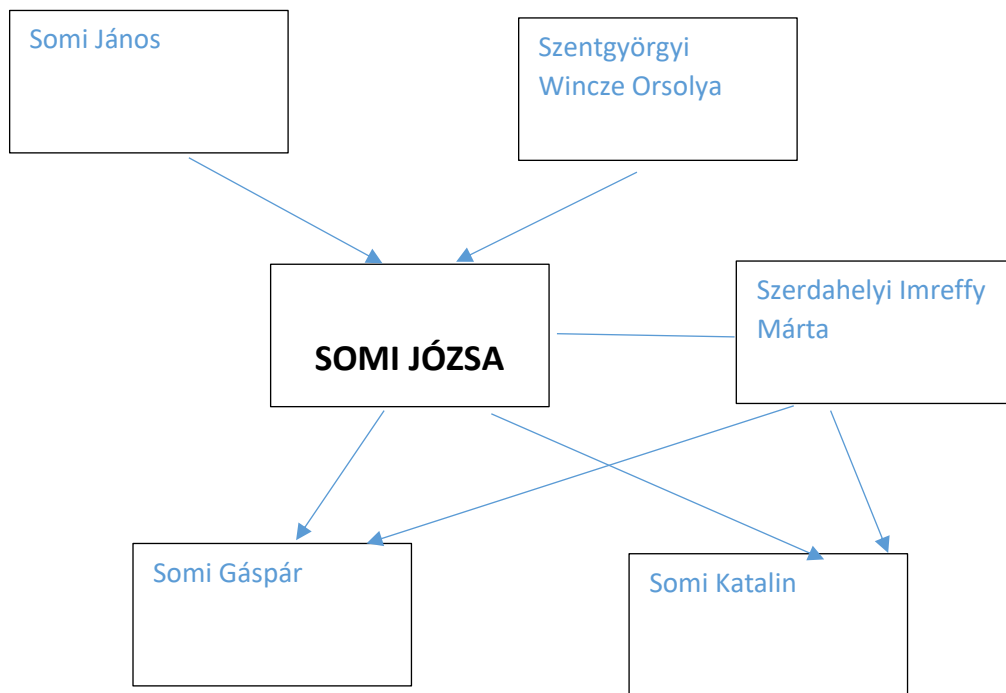 Somi János
Szentgyörgyi
Wincze Orsolya
SOMI JÓZSA
Szerdahelyi Imreffy
Márta
Somi Gáspár
Somi Katalin